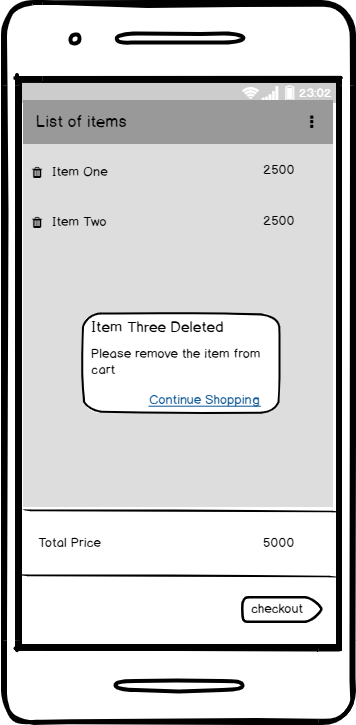 23:02
List of items
Item One 2500
Item Two 2500
Item Three Deleted
Please remove the item from
cart
Continue Shopping
Total Price 5000
checkout